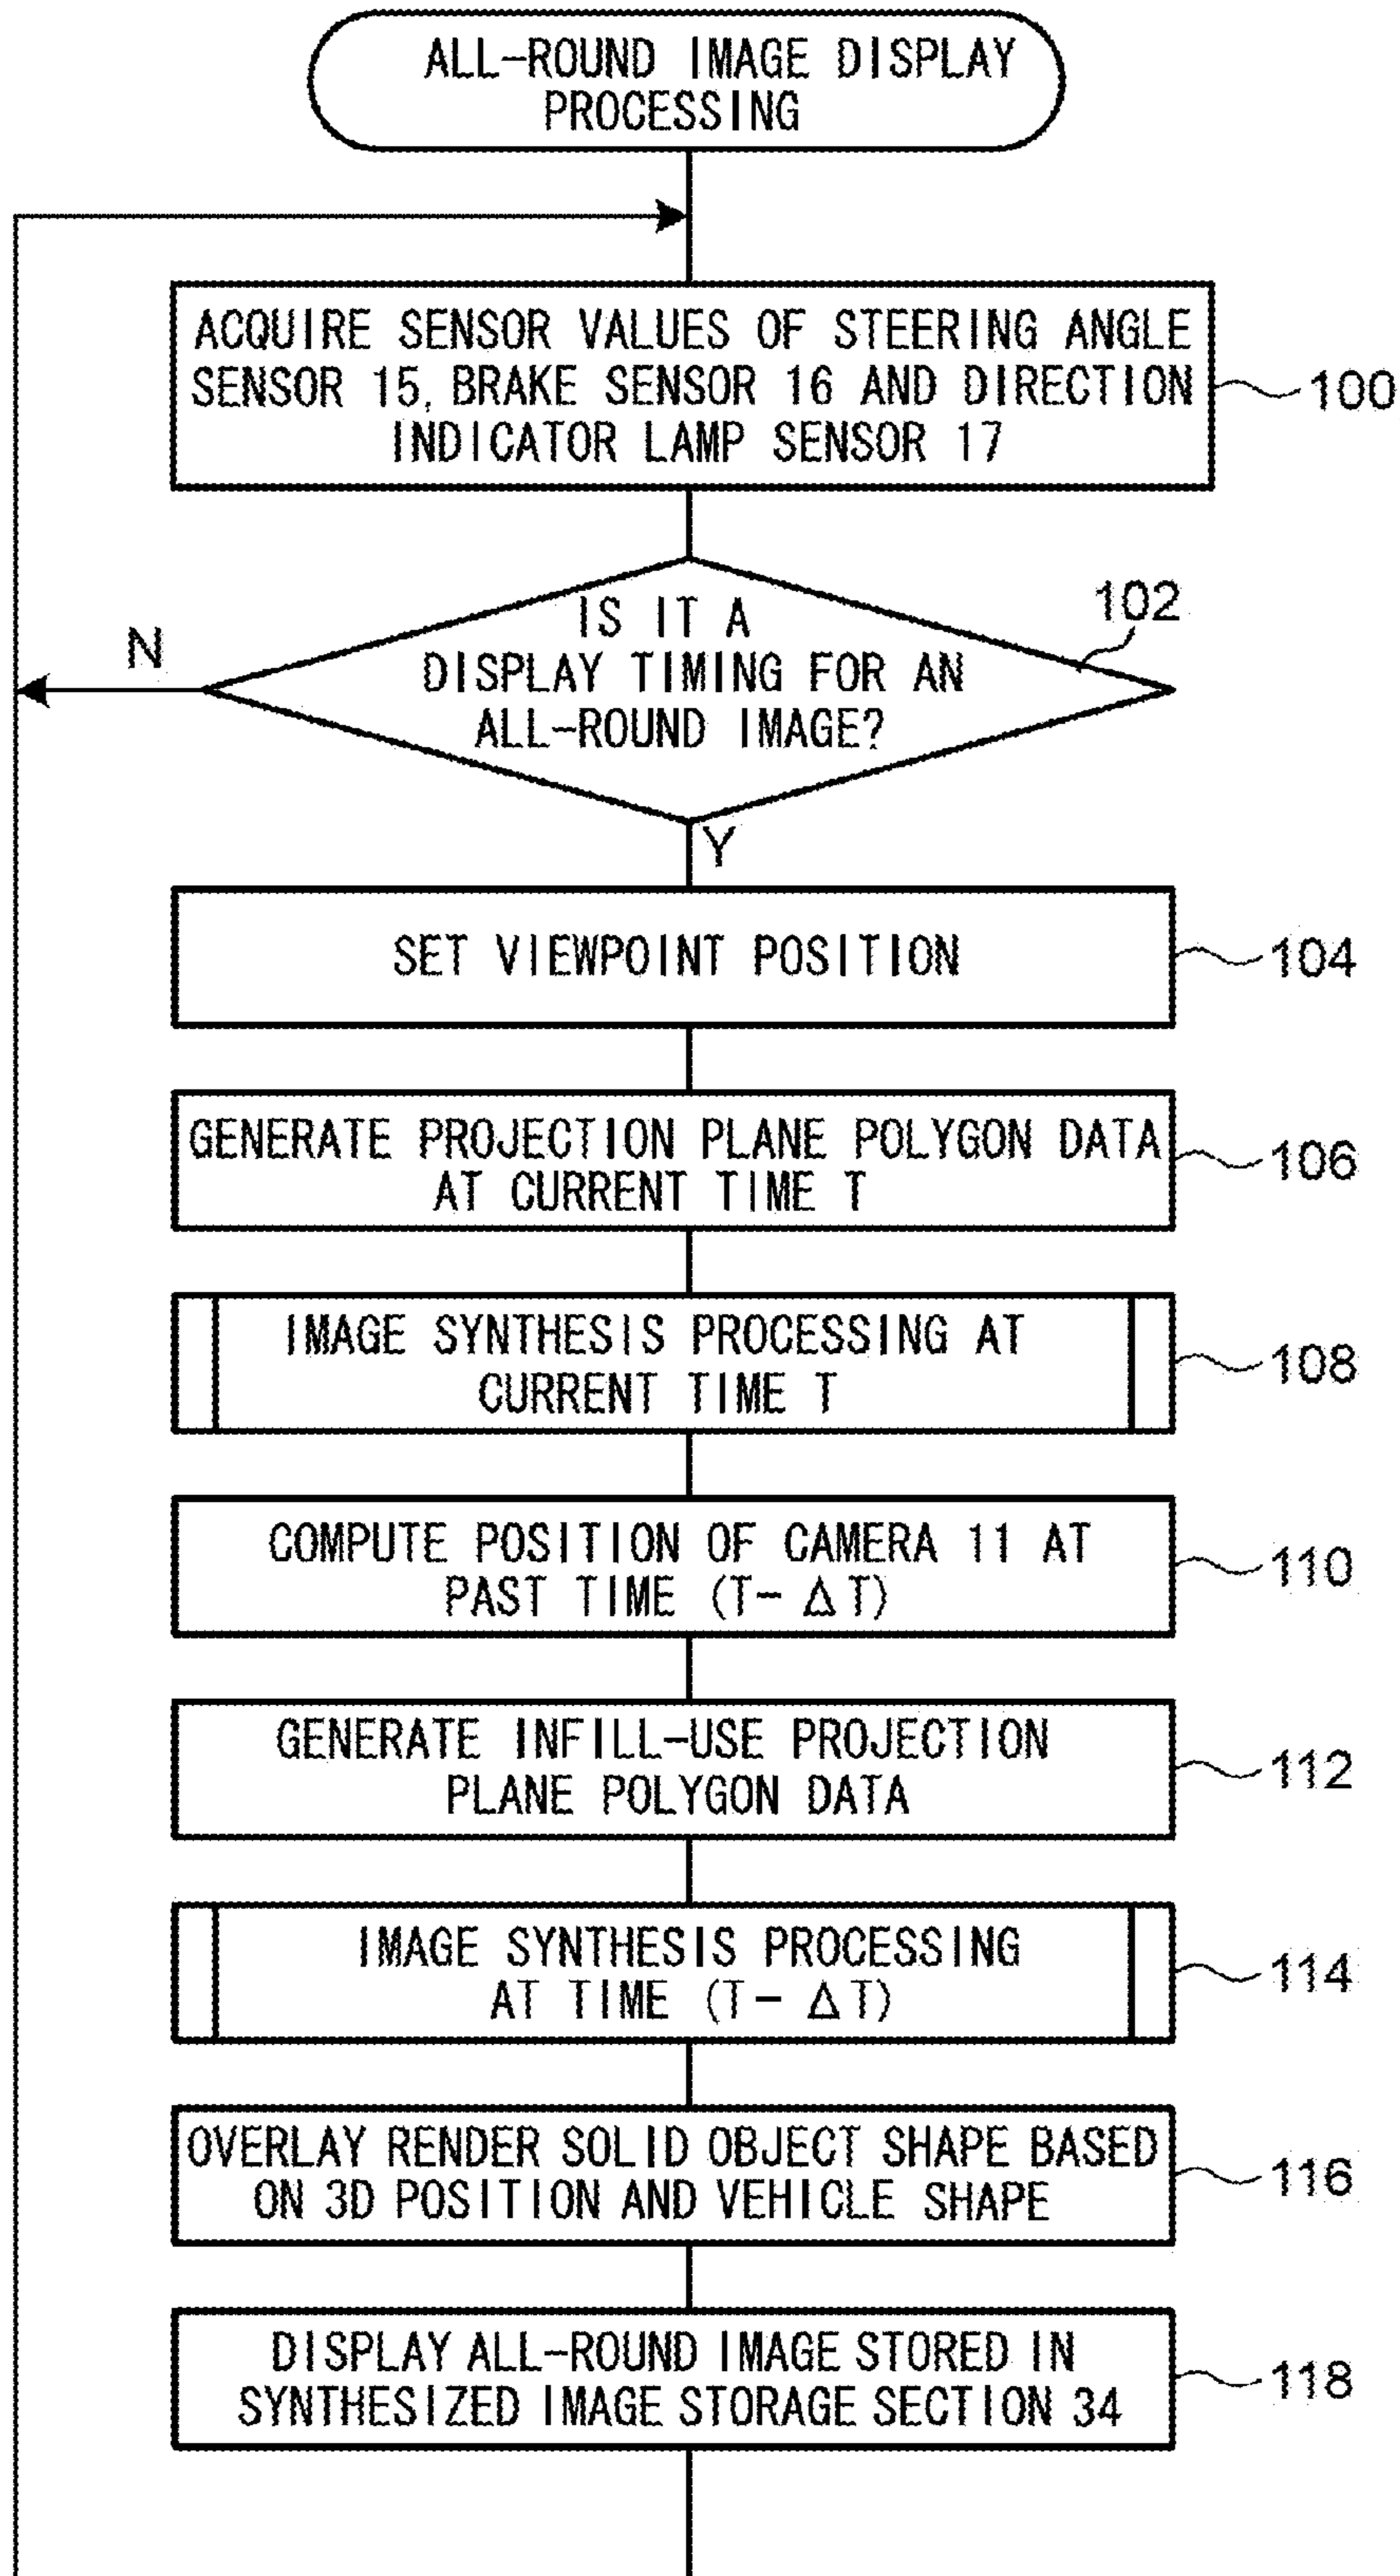 ALL-ROUND IMAGE DISPLAY
PROCESSING
ACQUIRE SENSOR VALUES OF STEERING ANGLE
SENSOR 15, BRAKE SENSOR 16 AND DIRECTION
INDICATOR LAMP SENSOR 17
100
IS IT A
DISPLAY TIMING FOR AN
ALL-ROUND IMAGE?
102
N
Y
SET VIEWPOINT POSITION
104
GENERATE PROJECTION PLANE POLYGON DATA
AT CURRENT TIME T
106
IMAGE SYNTHESIS PROCESSING AT
CURRENT TIME T
108
COMPUTE POSITION OF CAMERA 11 AT
PAST TIME (T- Δ T)
110
GENERATE INFILL-USE PROJECTION
PLANE POLYGON DATA
112
IMAGE SYNTHESIS PROCESSING
AT TIME (T- Δ T)
114
OVERLAY RENDER SOLID OBJECT SHAPE BASED
ON 3D POSITION AND VEHICLE SHAPE
116
DISPLAY ALL-ROUND IMAGE STORED IN
SYNTHESIZED IMAGE STORAGE SECTION 34
118